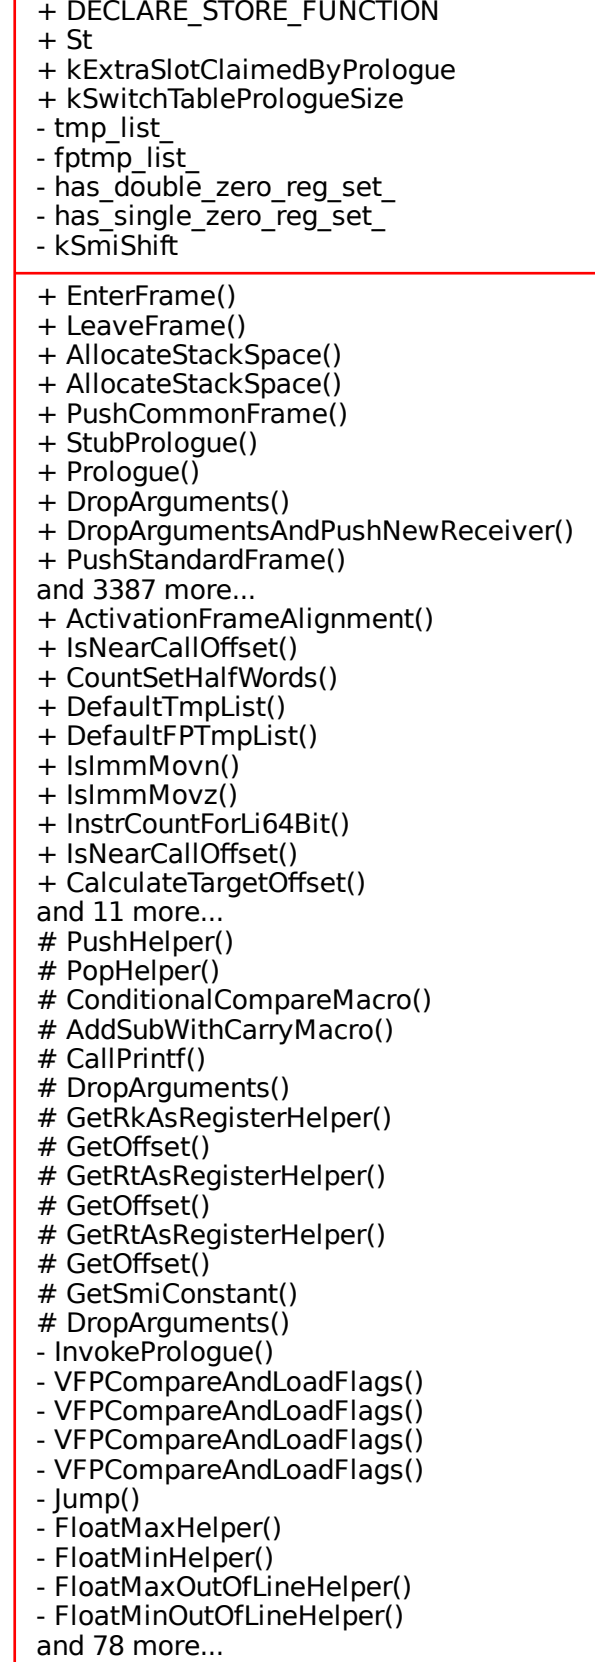 + DECLARE_STORE_FUNCTION
+ St
+ kExtraSlotClaimedByPrologue
+ kSwitchTablePrologueSize
- tmp_list_
- fptmp_list_
- has_double_zero_reg_set_
- has_single_zero_reg_set_
- kSmiShift
+ EnterFrame()
+ LeaveFrame()
+ AllocateStackSpace()
+ AllocateStackSpace()
+ PushCommonFrame()
+ StubPrologue()
+ Prologue()
+ DropArguments()
+ DropArgumentsAndPushNewReceiver()
+ PushStandardFrame()
and 3387 more...
+ ActivationFrameAlignment()
+ IsNearCallOffset()
+ CountSetHalfWords()
+ DefaultTmpList()
+ DefaultFPTmpList()
+ IsImmMovn()
+ IsImmMovz()
+ InstrCountForLi64Bit()
+ IsNearCallOffset()
+ CalculateTargetOffset()
and 11 more...
# PushHelper()
# PopHelper()
# ConditionalCompareMacro()
# AddSubWithCarryMacro()
# CallPrintf()
# DropArguments()
# GetRkAsRegisterHelper()
# GetOffset()
# GetRtAsRegisterHelper()
# GetOffset()
# GetRtAsRegisterHelper()
# GetOffset()
# GetSmiConstant()
# DropArguments()
- InvokePrologue()
- VFPCompareAndLoadFlags()
- VFPCompareAndLoadFlags()
- VFPCompareAndLoadFlags()
- VFPCompareAndLoadFlags()
- Jump()
- FloatMaxHelper()
- FloatMinHelper()
- FloatMaxOutOfLineHelper()
- FloatMinOutOfLineHelper()
and 78 more...